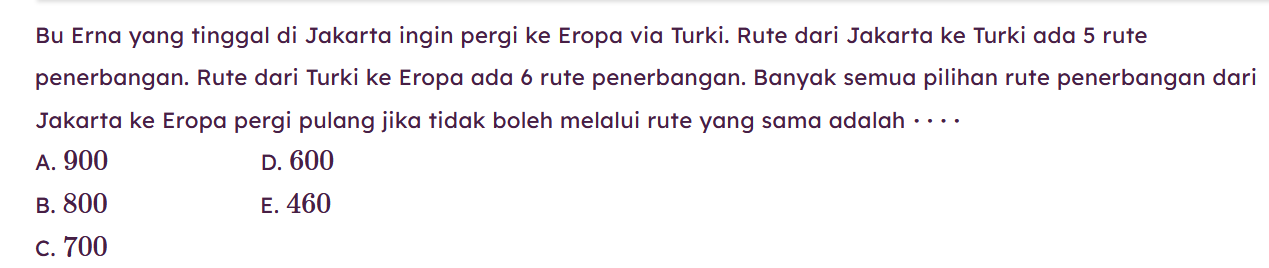 Bu Erna yang tinggal di Jakarta ingin pergi ke Eropa via Turki. Rute dari Jakarta ke Turki ada 5 rute
penerbangan. Rute dari Turki ke Eropa ada 6 rute penerbangan. Banyak semua pilihan rute penerbangan dari
Jakarta ke Eropa pergi pulang jika tidak boleh melalui rute yang sama adalah ⋅⋅⋅⋅
A. 900 D. 600
B. 800 E. 460
C. 700